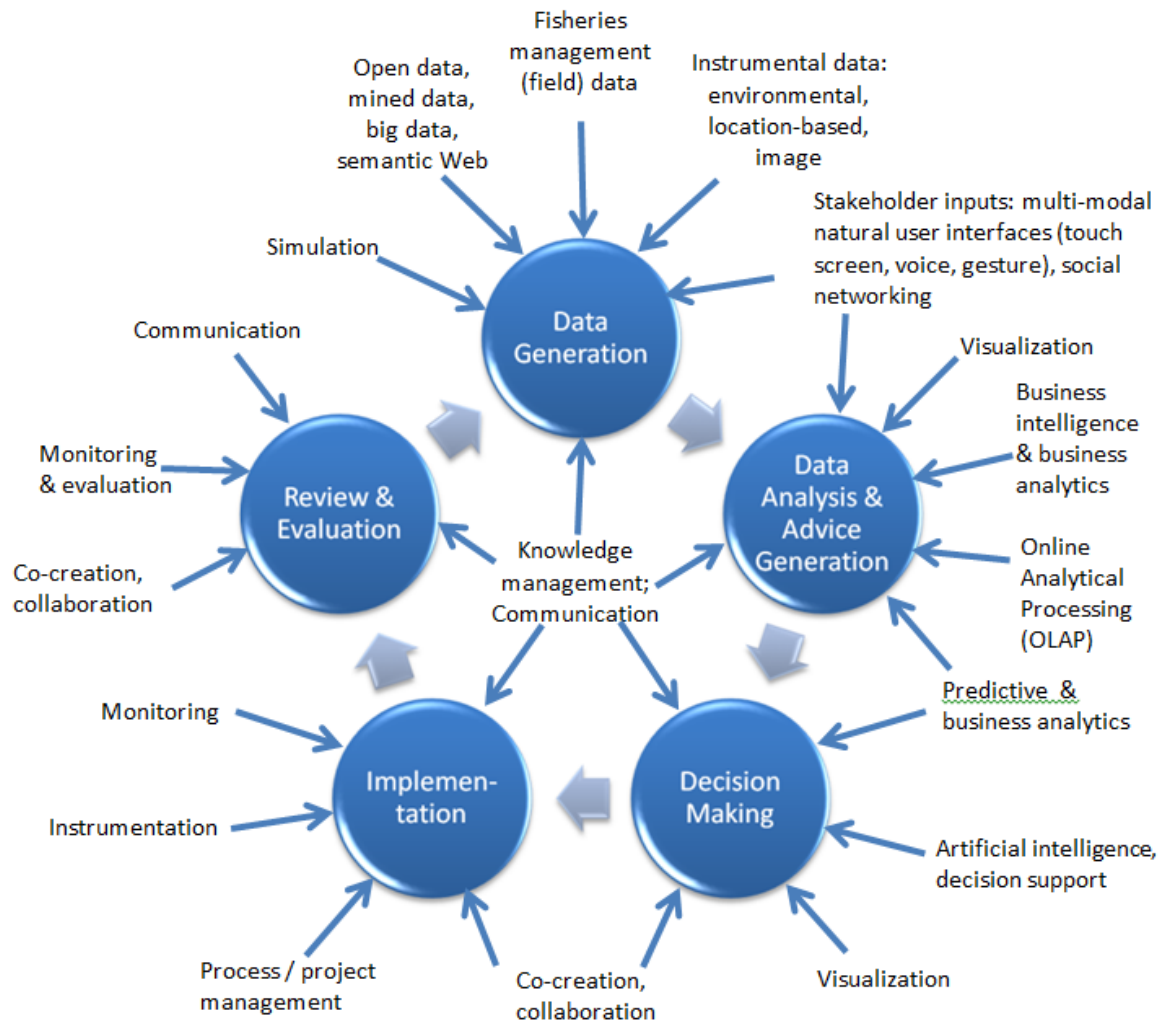 Fisheries
management
(field) data
Open data,
mined data,
big data,
semantic Web
Instrumental data:
environmental,
location-based,
image
Stakeholder inputs: multi-modal
natural user interfaces (touch
screen, voice, gesture), social
networking
Simulation
Data
Generation
Communication
Visualization
Business
intelligence
& business
analytics
Monitoring
& evaluation
Review &
Evaluation
Data
Analysis &
Advice
Generation
Knowledge
management;
Communication
Online
Analytical
Processing
(OLAP)
Co-creation,
collaboration
Predictive &
business analytics
Monitoring
Implemen-
tation
Decision
Making
Instrumentation
Artificial intelligence,
decision support
Process / project
management
Co-creation,
collaboration
Visualization